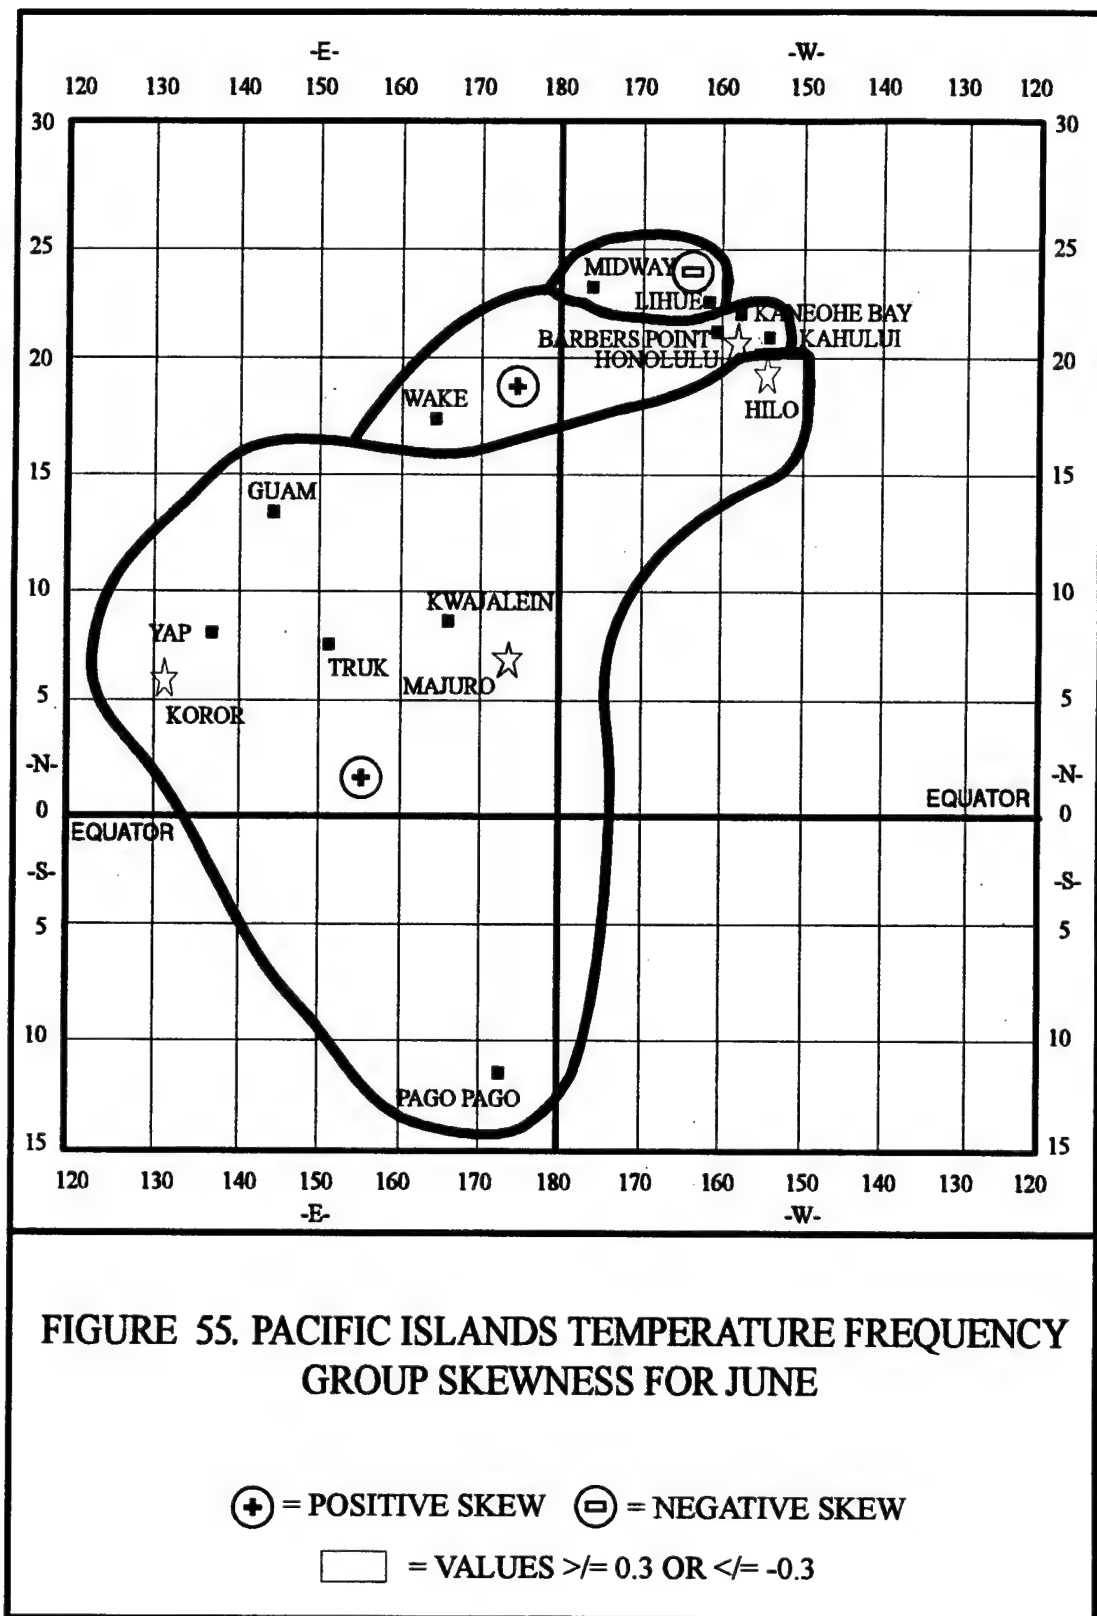 -E- -W-
120 130 140 150 160 170 180 170 160 150 130 130 120
30 30
25 25
MIDWAY
LIHUE
KANEOHE BAY
BARBERS POINT KAHULUI
HONOLULU
20 20
WAKE
HILO
15 15
GUAM
10 10
KWAJALEIN
YAP
TRUK
MAJURO
5 5
KOROR
-N- -N-
EQUATOR
0 0
EQUATOR
-S- -S-
5 5
10 10
PAGO PAGO
15 15
120 130 140 150 160 170 180 170 160 150 140 130 120
-E- -W-
FIGURE 55. PACIFIC ISLANDS TEMPERATURE FREQUENCY
GROUP SKEWNESS FOR JUNE
= POSITIVE SKEW = NEGATIVE SKEW
= VALUES >/= 0.3 OR </= -0.3